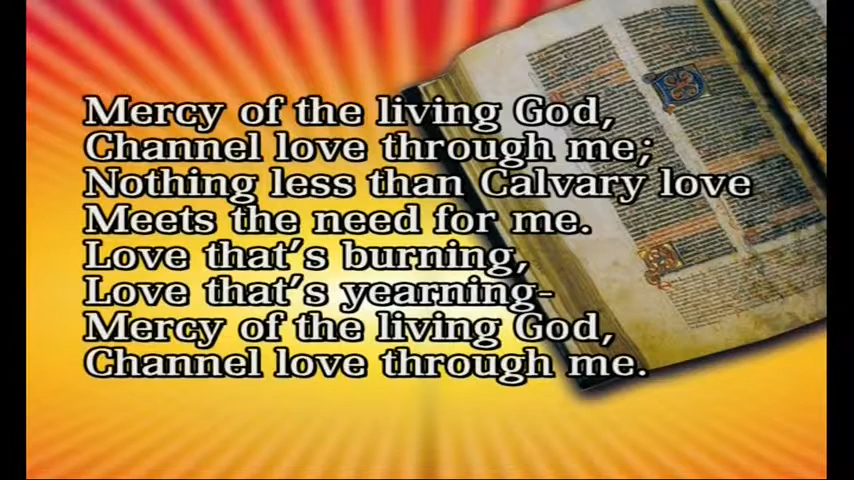 Mercy of the living God,
Channel love through me;
Nothing less than Calvary love
Meets the need for me.
Love that's burning,
Love that's yearning-
Mercy of the living God,
Channel love through me.